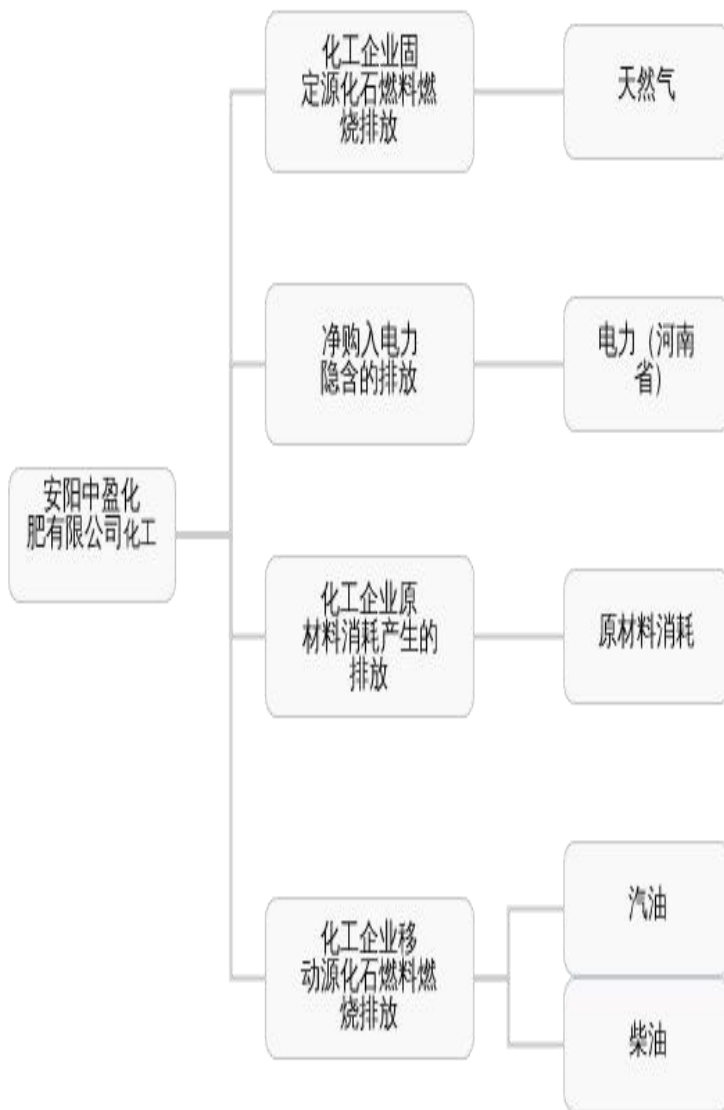 化工企业固
定源化石燃料燃
烧排放
天然气
净购入电力
隐含的排放
电力（河南
省）
安阳中盈化
肥有限公司化工
化工企业原
材料消耗产生的
排放
原材料消耗
化工企业移
动源化石燃料燃
烧排放
汽油
柴油